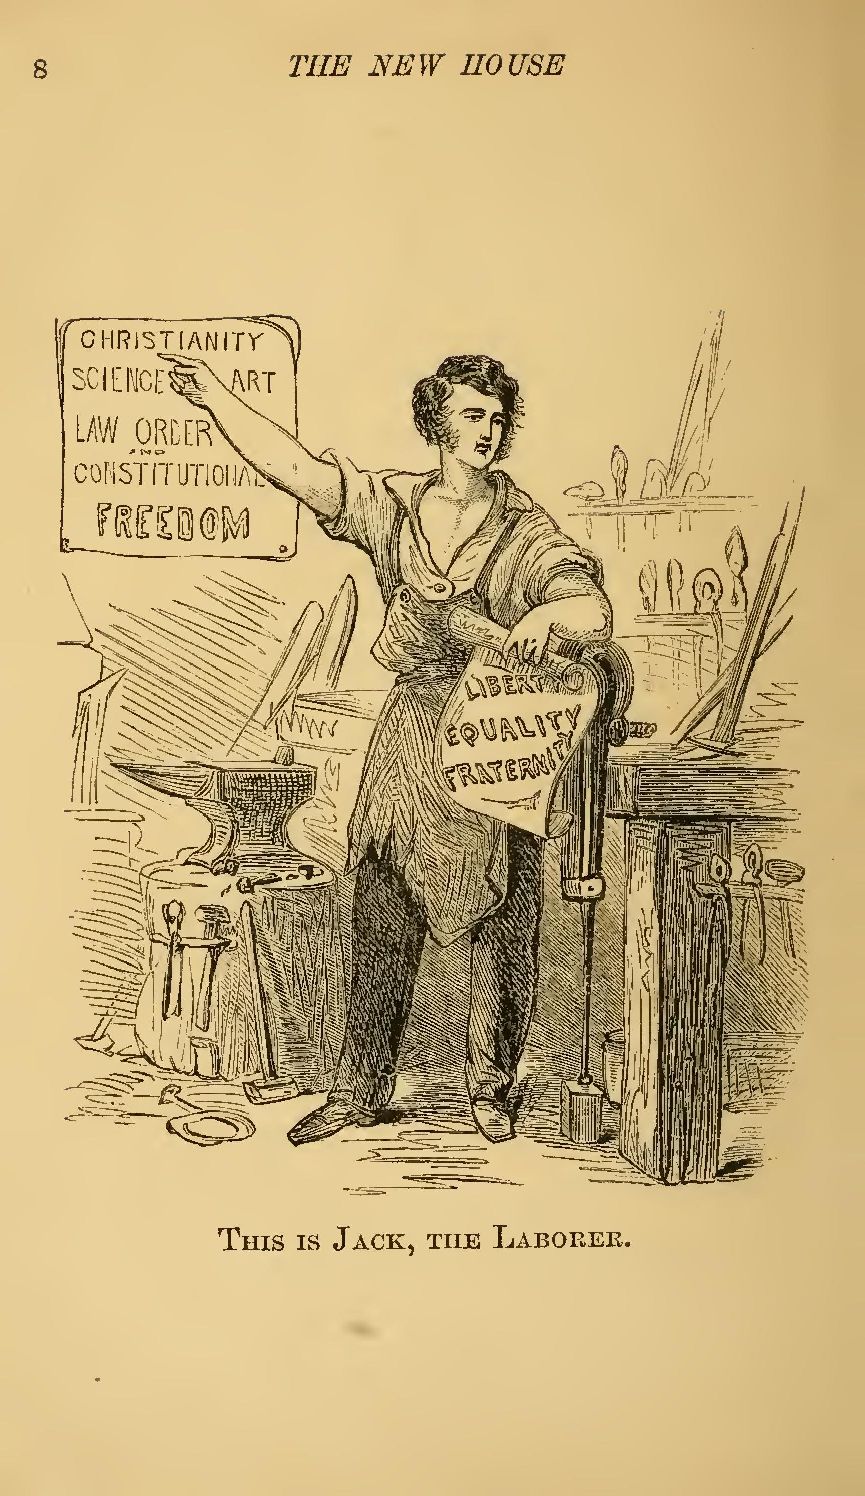 8 THE NEW HOUSE
CHRISTIANITY
SCIENCE ART
LAW ORDER
AND
CONSTITUTIONAL
FREEDOM
LIBERTY
EQUALITY
FRATERNITY
THIS IS JACK, THE LABORER.